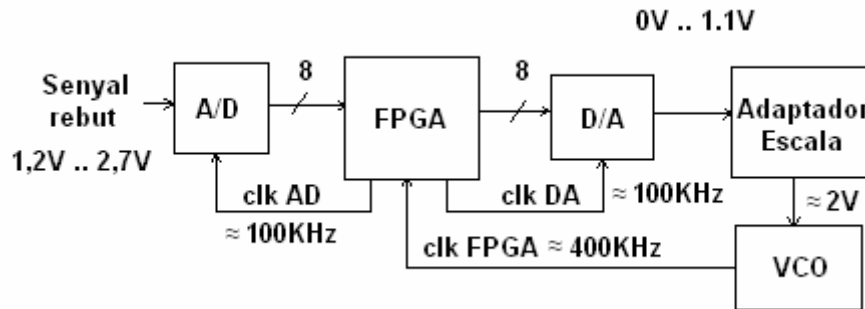 0V .. 1.1V
Senyal
rebut
1,2V .. 2,7V
A/D
8
FPGA
8
D/A
Adaptador
Escala
clk AD
≈ 100KHz
clk DA
≈ 100KHz
≈ 2V
clk FPGA ≈ 400KHz
VCO